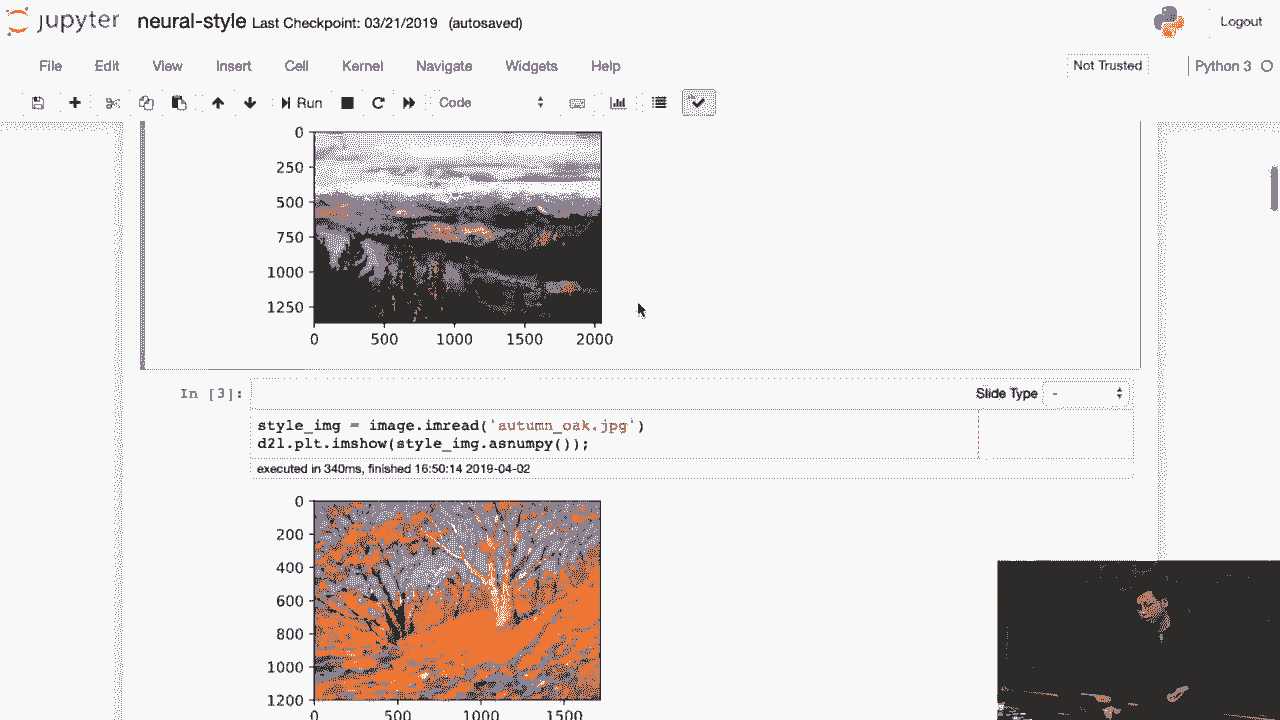 jupyter neural-style Last Checkpoint: 03/21/2019 (autosaved) Logout
File Edit View Insert Cell Kernel Navigate Widgets Help Not Trusted Python 3
Run Code
0
250
500
750
1000
1250
0 500 1000 1500 2000
In [3]: Slide Type -
style_img = image.imread('autumn_oak.jpg')
d2l.plt.imshow(style_img.asnumpy());
executed in 340ms, finished 16:50:14 2019-04-02
0
200
400
600
800
1000
1200
0 500 1000 1500